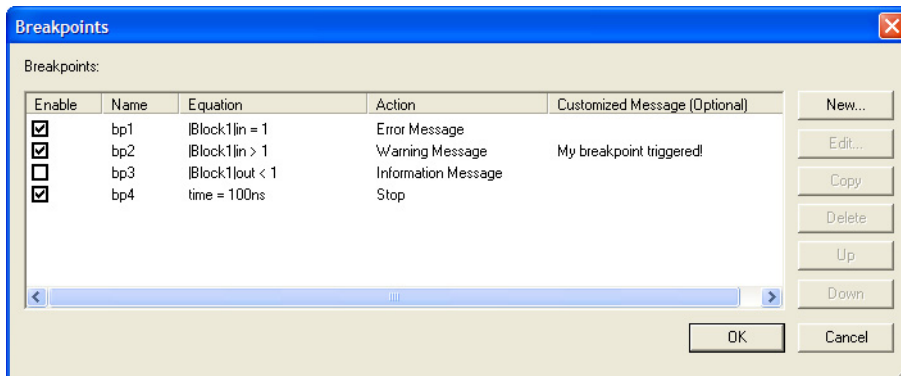 Breakpoints
Breakpoints:
Enable Name Equation Action Customized Message (Optional)
bp1 |Block1|in = 1 Error Message
bp2 |Block1|in > 1 Warning Message My breakpoint triggered!
bp3 |Block1|out < 1 Information Message
bp4 time = 100ns Stop
New...
Edit...
Copy
Delete
Up
Down
OK Cancel